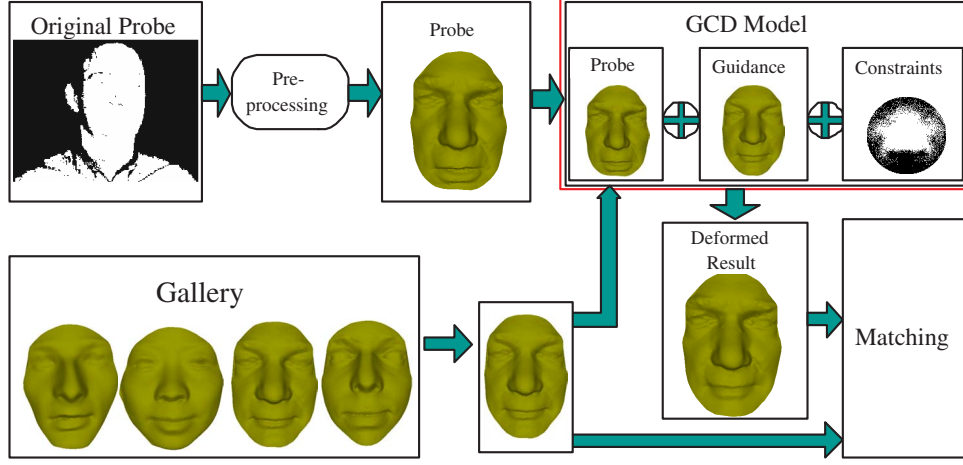 Original Probe
Pre-
processing
Probe
GCD Model
Probe
Guidance
Constraints
Gallery
Deformed
Result
Matching